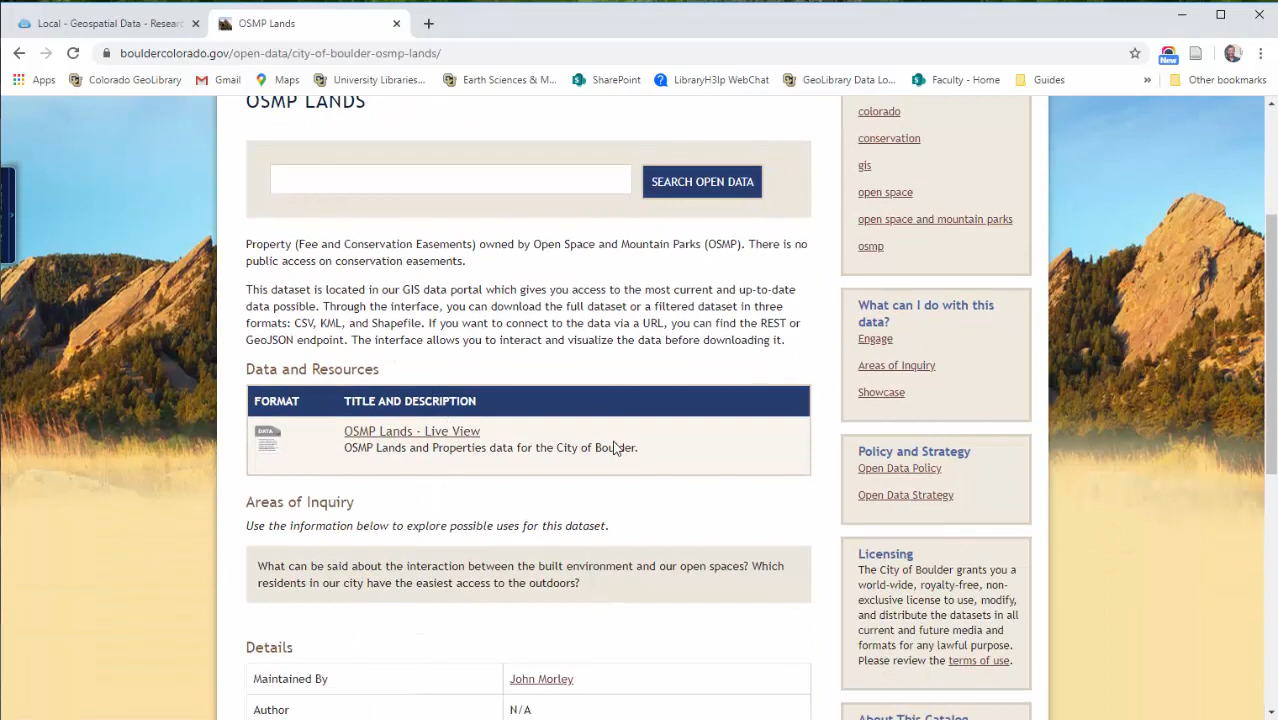 Local - Geospatial Data - Resear
OSMP Lands
bouldercolorado.gov/open-data/city-of-boulder-osmp-lands/
New
Apps
Colorado GeoLibrary
Gmail
Maps
University Libraries...
Earth Sciences & M...
SharePoint
LibraryH3lp WebChat
GeoLibrary Data Lo...
Faculty - Home
Guides
»
Other bookmarks
OSMP LANDS
SEARCH OPEN DATA
Property (Fee and Conservation Easements) owned by Open Space and Mountain Parks (OSMP). There is no
public access on conservation easements.
This dataset is located in our GIS data portal which gives you access to the most current and up-to-date
data possible. Through the interface, you can download the full dataset or a filtered dataset in three
formats: CSV, KML, and Shapefile. If you want to connect to the data via a URL, you can find the REST or
GeoJSON endpoint. The interface allows you to interact and visualize the data before downloading it.
Data and Resources
FORMAT TITLE AND DESCRIPTION
DATA
OSMP Lands - Live View
OSMP Lands and Properties data for the City of Boulder.
Areas of Inquiry
Use the information below to explore possible uses for this dataset.
What can be said about the interaction between the built environment and our open spaces? Which
residents in our city have the easiest access to the outdoors?
Details
Maintained By John Morley
Author N/A
colorado
conservation
gis
open space
open space and mountain parks
osmp
What can I do with this
data?
Engage
Areas of Inquiry
Showcase
Policy and Strategy
Open Data Policy
Open Data Strategy
Licensing
The City of Boulder grants you a
world-wide, royalty-free, non-
exclusive license to use, modify,
and distribute the datasets in all
current and future media and
formats for any lawful purpose.
Please review the terms of use.
About This Catalog